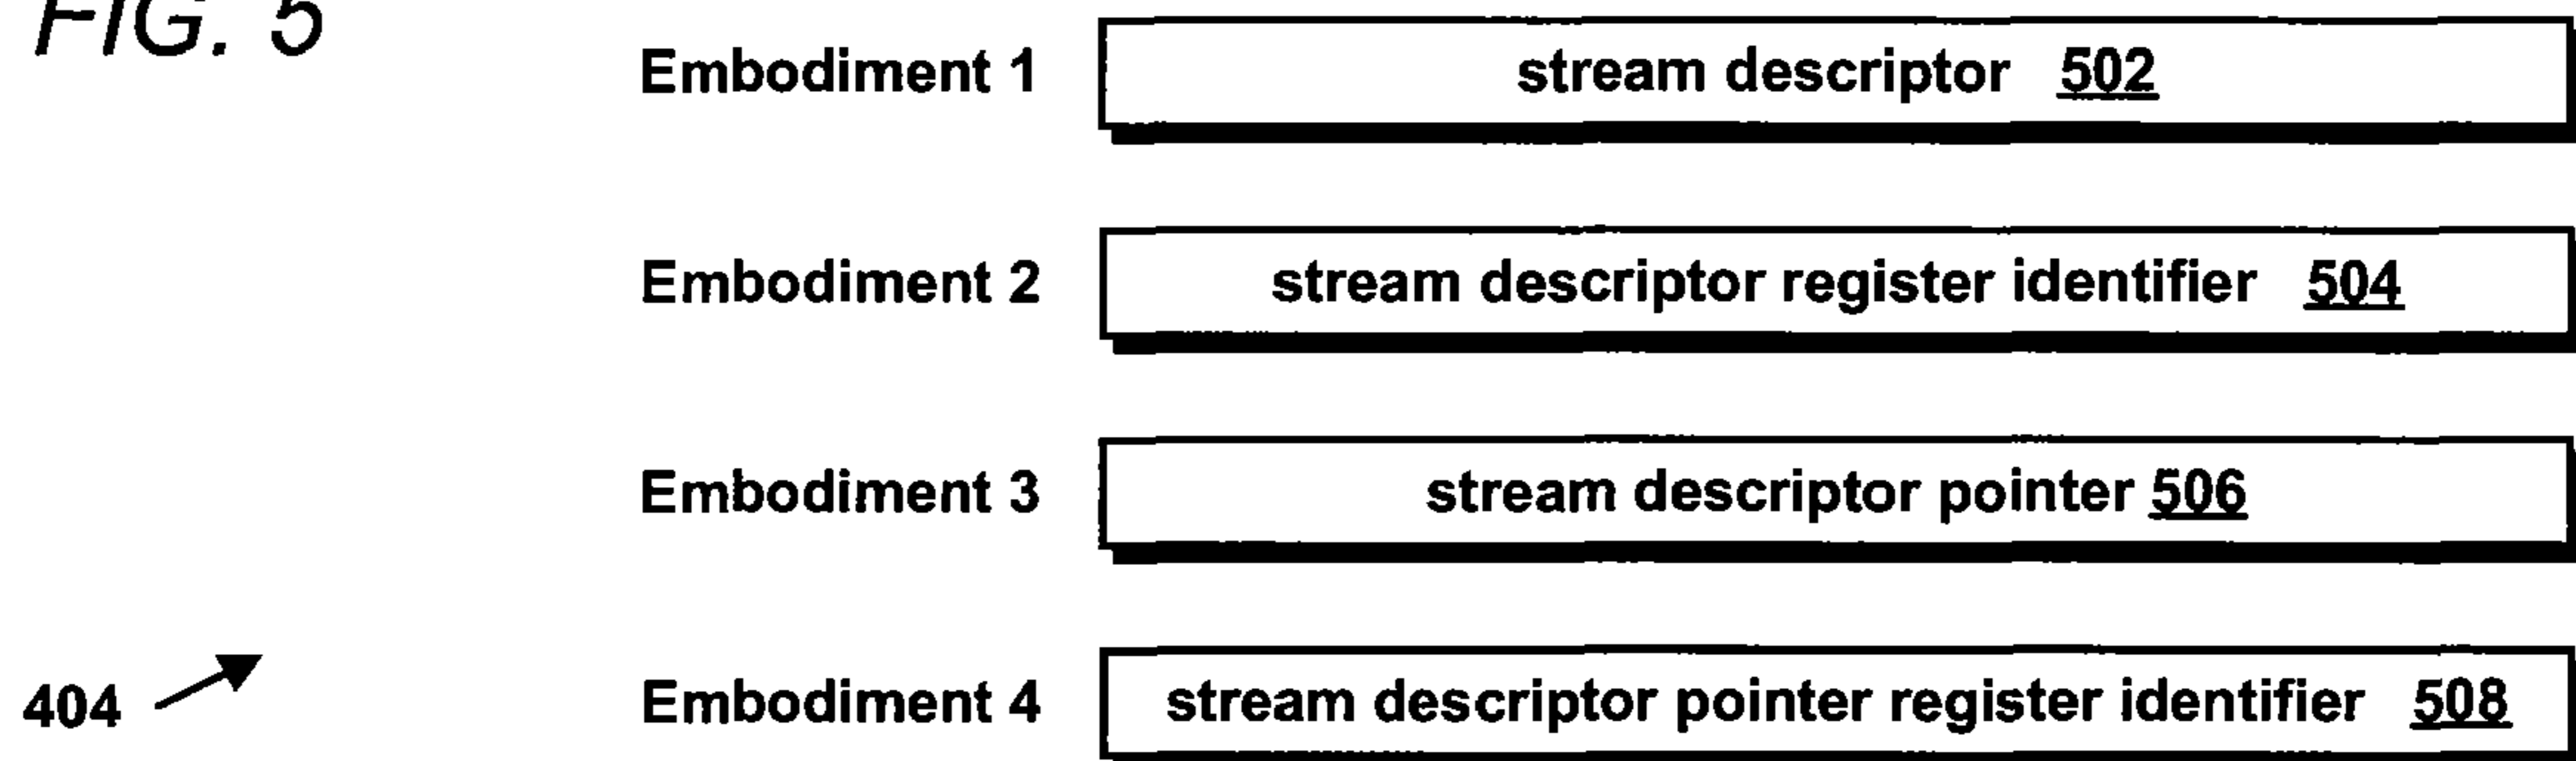 FIG. 5
Embodiment 1 stream descriptor 502
Embodiment 2 stream descriptor register identifier 504
Embodiment 3 stream descriptor pointer 506
404 Embodiment 4 stream descriptor pointer register identifier 508